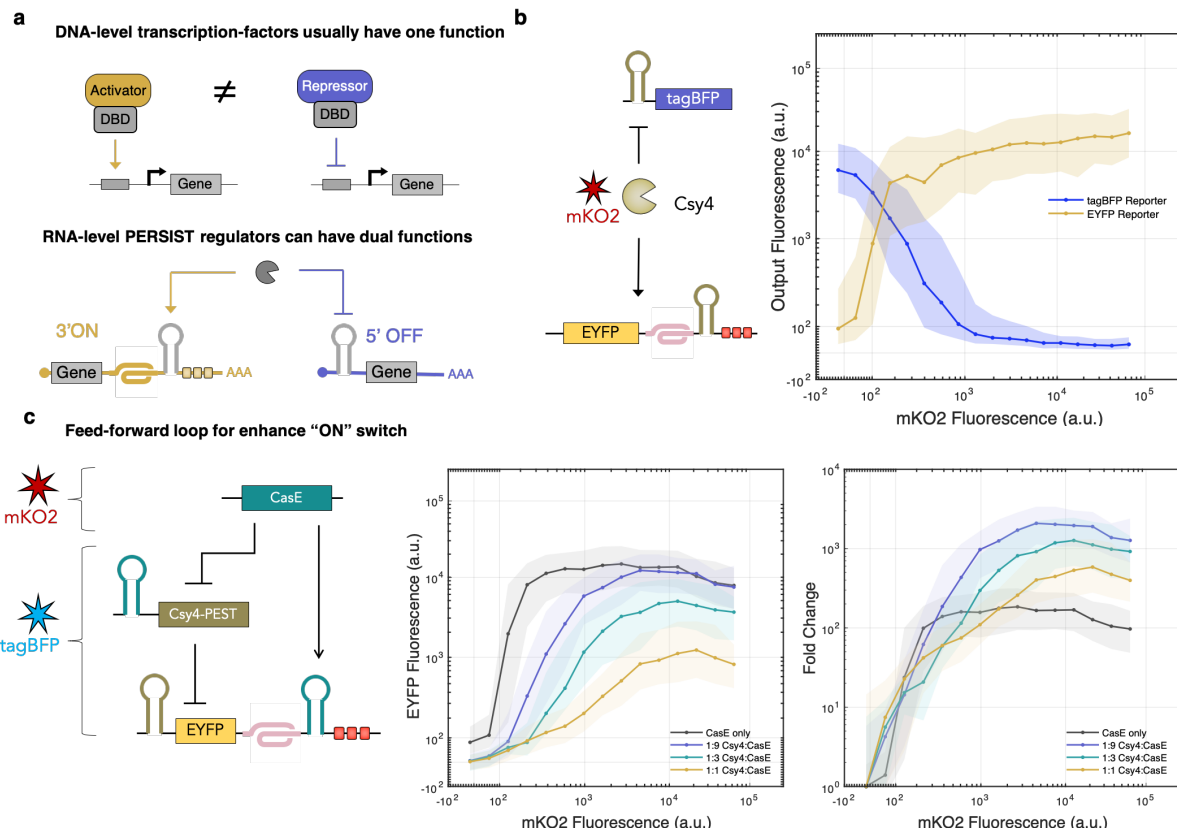 a
DNA-level transcription-factors usually have one function
Activator
DBD
≠
Repressor
DBD
Gene
Gene
RNA-level PERSIST regulators can have dual functions
3'ON
5' OFF
Gene
AAA
Gene
AAA
b
tagBFP
mKO2
Csy4
EYFP
Output Fluorescence (a.u.)
10^5
10^4
10^3
10^2
-10^2
-10^2
10^2
10^3
10^4
10^5
mKO2 Fluorescence (a.u.)
tagBFP Reporter
EYFP Reporter
c
Feed-forward loop for enhance “ON” switch
mKO2
CasE
tagBFP
Csy4-PEST
EYFP
EYFP Fluorescence (a.u.)
10^5
10^4
10^3
10^2
-10^2
-10^2
10^2
10^3
10^4
10^5
mKO2 Fluorescence (a.u.)
CasE only
1:9 Csy4:CasE
1:3 Csy4:CasE
1:1 Csy4:CasE
Fold Change
10^4
10^3
10^2
10^1
10^0
-10^2
10^2
10^3
10^4
10^5
mKO2 Fluorescence (a.u.)
CasE only
1:9 Csy4:CasE
1:3 Csy4:CasE
1:1 Csy4:CasE